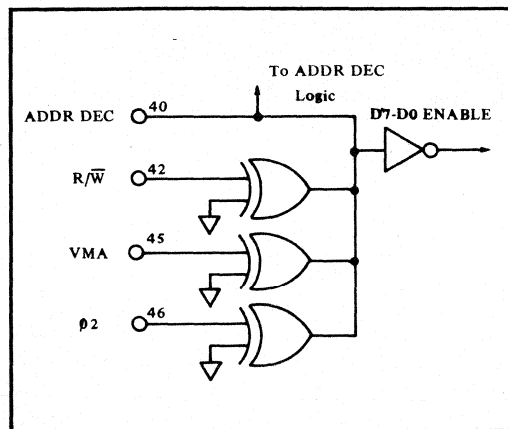 To ADDR DEC
Logic
D7-D0 ENABLE
ADDR DEC 40
R/W̅ 42
VMA 45
ϕ2 46